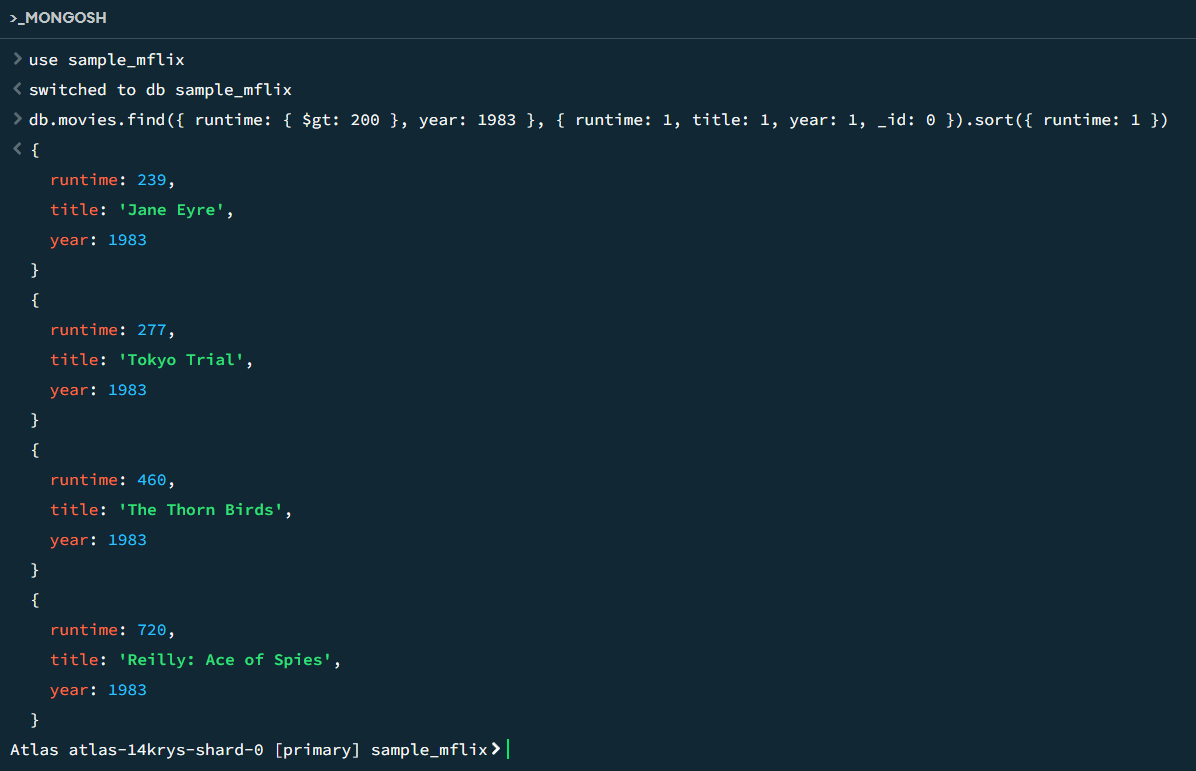 >_MONGOSH
> use sample_mflix
< switched to db sample_mflix
> db.movies.find({ runtime: { $gt: 200 }, year: 1983 }, { runtime: 1, title: 1, year: 1, _id: 0 }).sort({ runtime: 1 })
< {
runtime: 239,
title: 'Jane Eyre',
year: 1983
}
{
runtime: 277,
title: 'Tokyo Trial',
year: 1983
}
{
runtime: 460,
title: 'The Thorn Birds',
year: 1983
}
{
runtime: 720,
title: 'Reilly: Ace of Spies',
year: 1983
}
Atlas atlas-14krys-shard-0 [primary] sample_mflix>